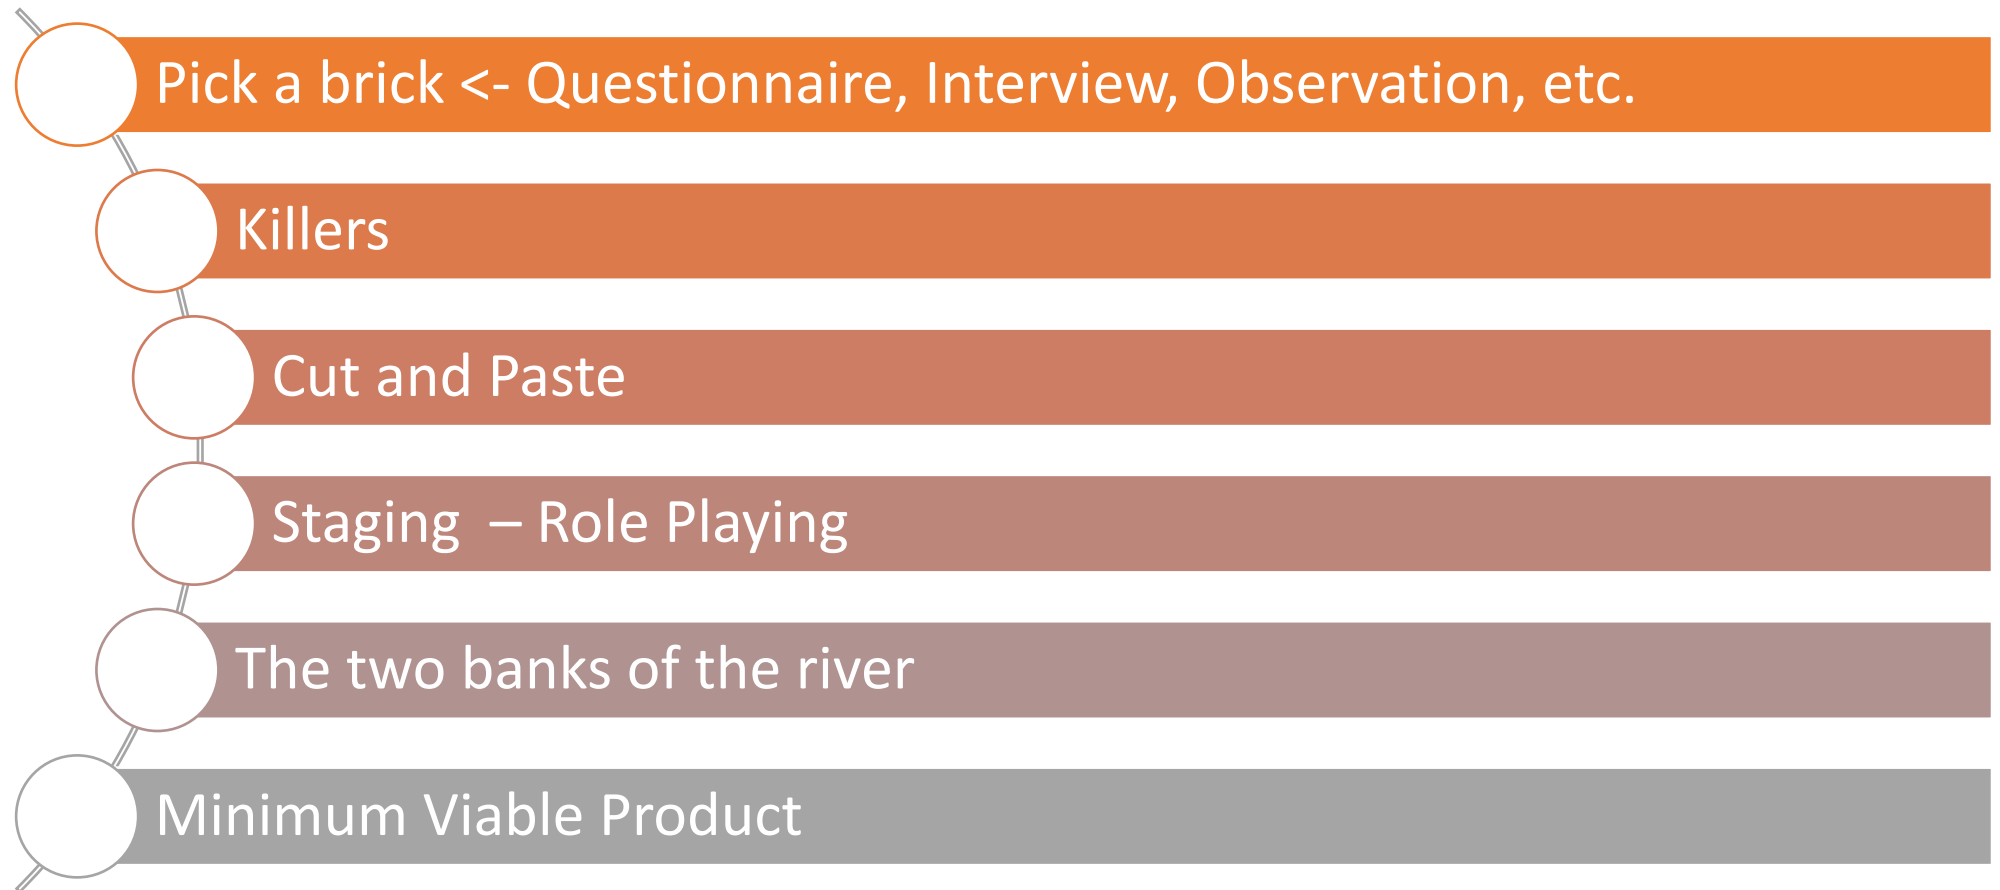 Pick a brick <- Questionnaire, Interview, Observation, etc.
Killers
Cut and Paste
Staging  – Role Playing
The two banks of the river
Minimum Viable Product